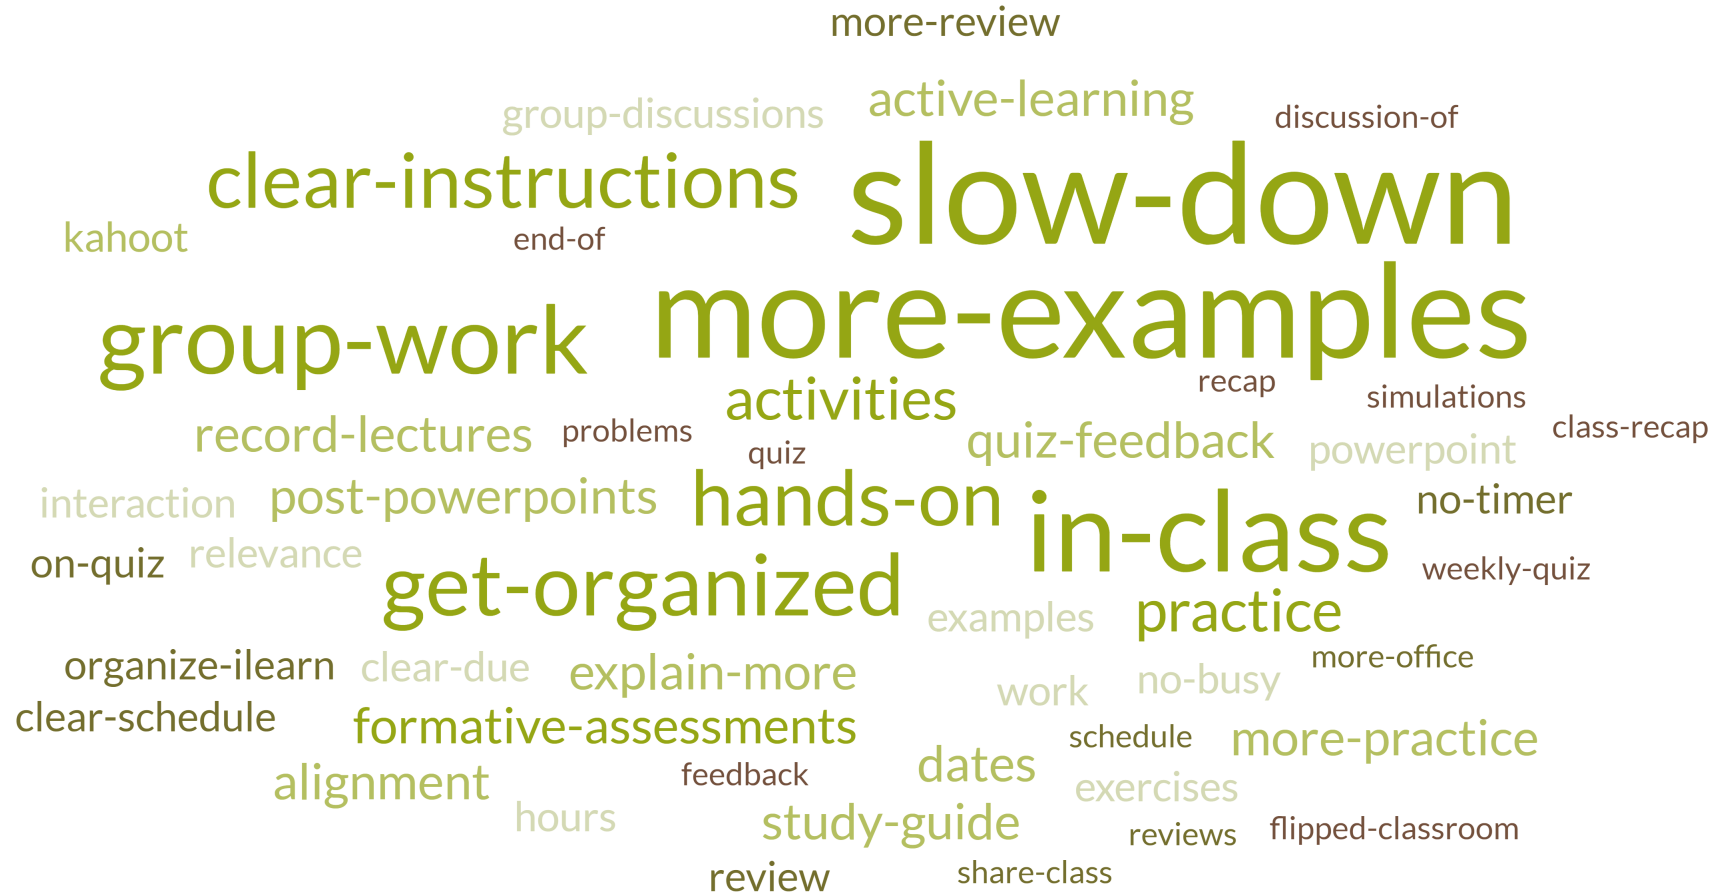 more-review
group-discussions
active-learning
discussion-of
clear-instructions
slow-down
kahoot
end-of
group-work
more-examples
activities
recap
simulations
record-lectures
problems
quiz
quiz-feedback
powerpoint
class-recap
interaction
post-powerpoints
hands-on
in-class
no-timer
on-quiz
relevance
get-organized
weekly-quiz
examples
practice
organize-ilearn
clear-due
explain-more
work
no-busy
more-office
clear-schedule
formative-assessments
schedule
more-practice
alignment
feedback
dates
exercises
hours
study-guide
reviews
flipped-classroom
review
share-class